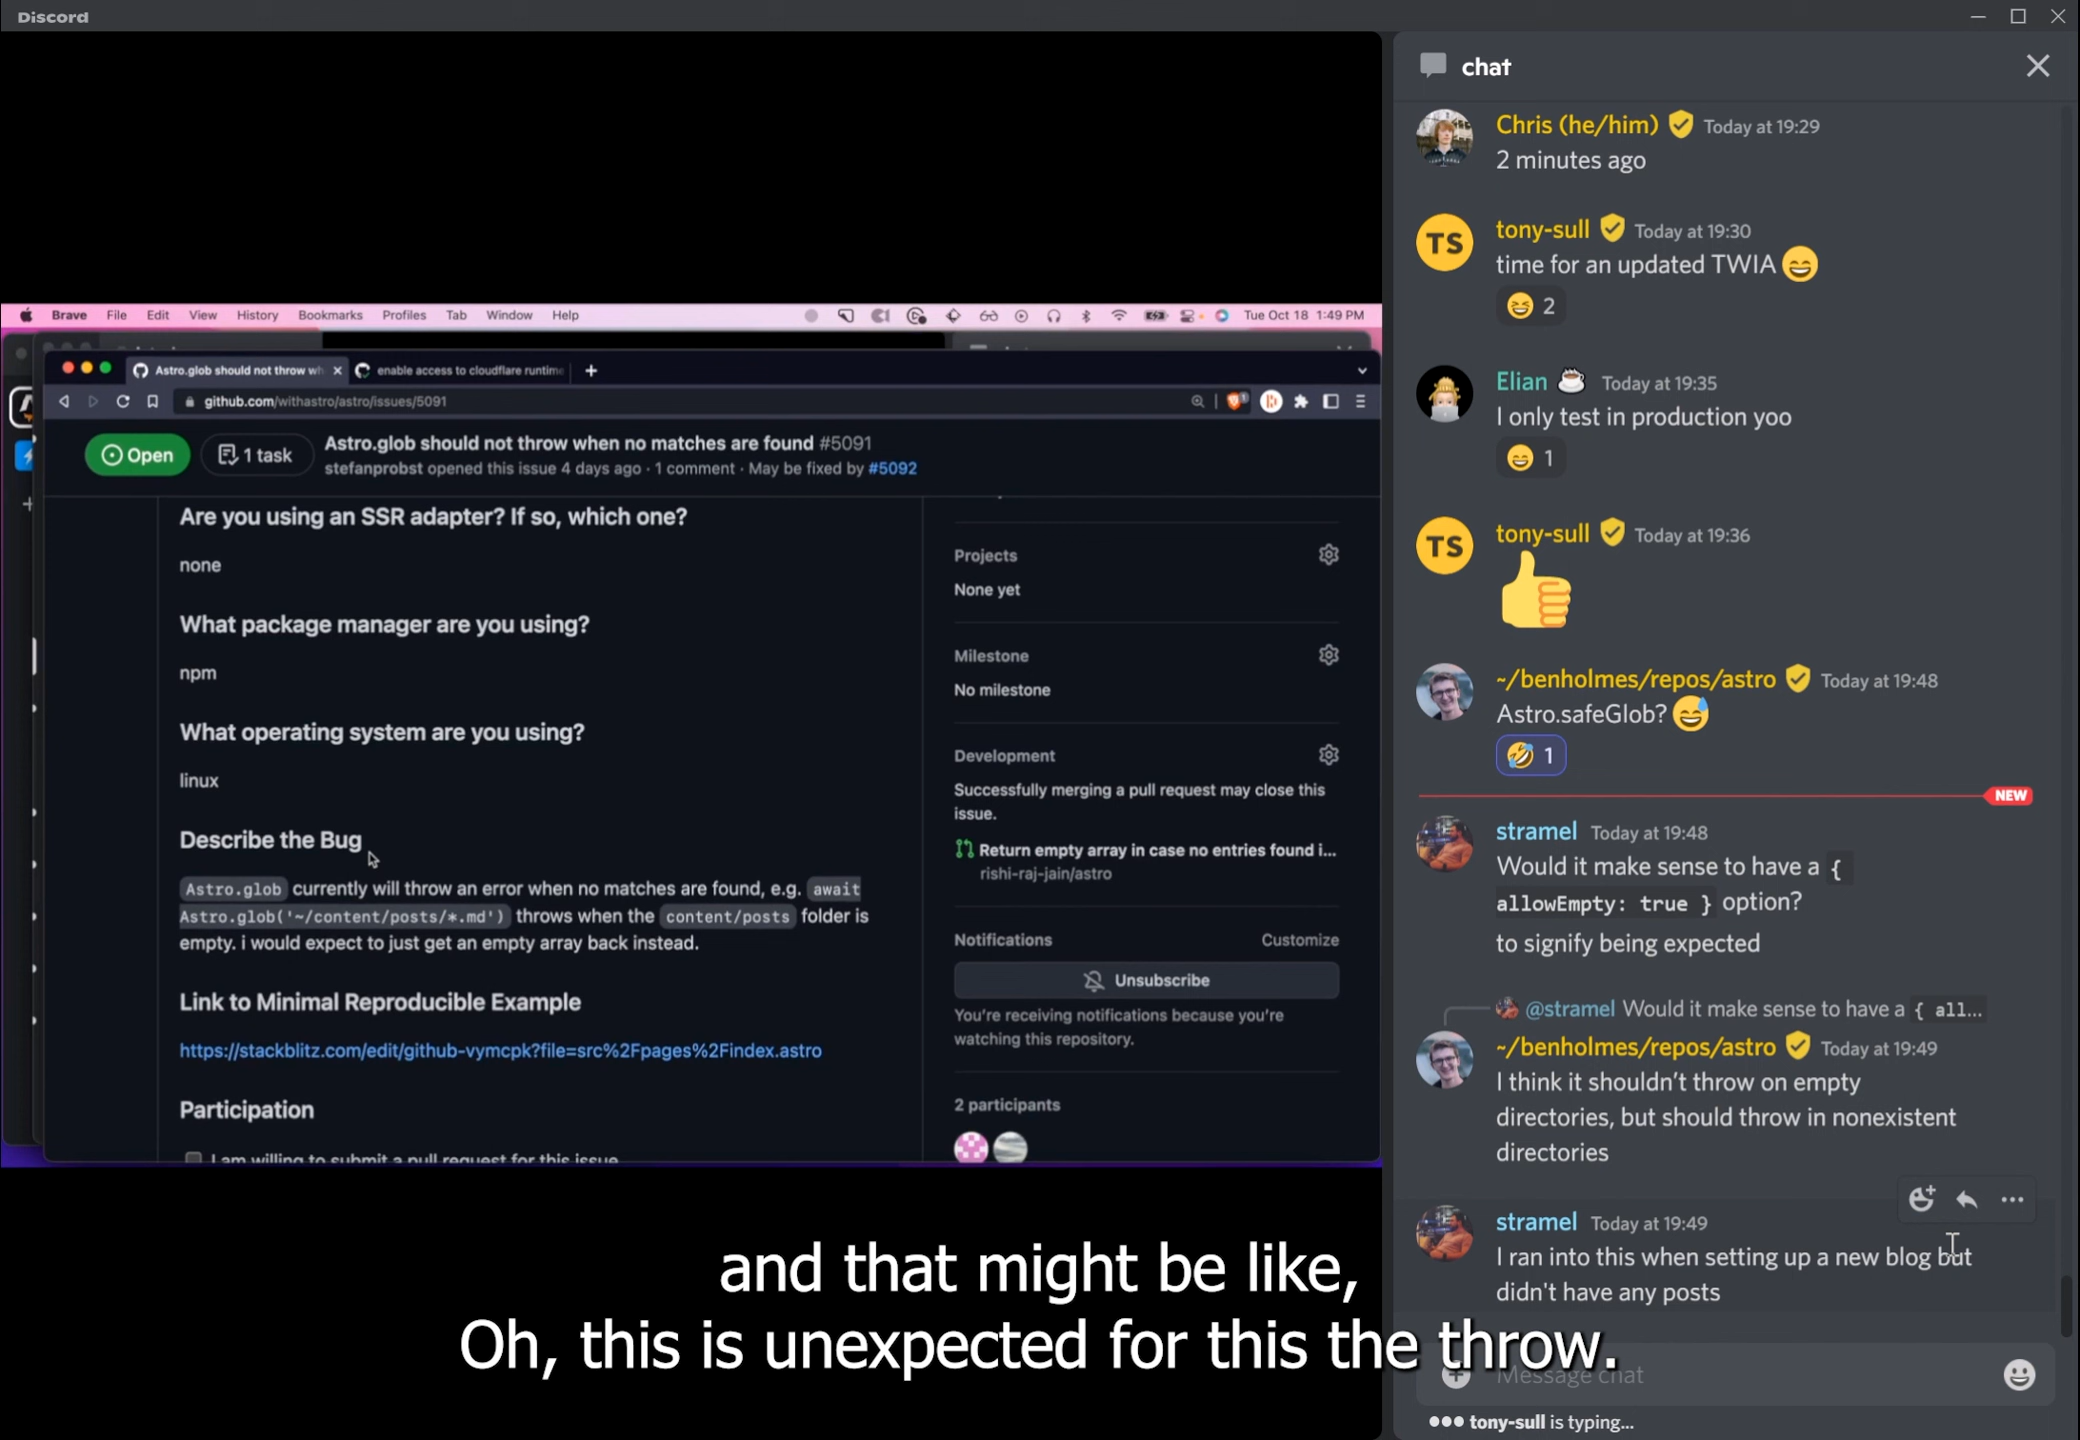 Discord
Brave File Edit View History Bookmarks Profiles Tab Window Help
Tue Oct 18 1:49 PM
Astro.glob should not throw wh
enable access to cloudflare runtime
github.com/withastro/astro/issues/5091
Open
1 task
Astro.glob should not throw when no matches are found #5091
stefanprobst opened this issue 4 days ago · 1 comment · May be fixed by #5092
Are you using an SSR adapter? If so, which one?
none
What package manager are you using?
npm
What operating system are you using?
linux
Describe the Bug
Astro.glob currently will throw an error when no matches are found, e.g. await
Astro.glob('~/content/posts/*.md') throws when the content/posts folder is
empty. i would expect to just get an empty array back instead.
Link to Minimal Reproducible Example
https://stackblitz.com/edit/github-vymcpk?file=src%2Fpages%2Findex.astro
Participation
I am willing to submit a pull request for this issue
Projects
None yet
Milestone
No milestone
Development
Successfully merging a pull request may close this
issue.
Return empty array in case no entries found i...
rishi-raj-jain/astro
Notifications
Customize
Unsubscribe
You're receiving notifications because you're
watching this repository.
2 participants
chat
Chris (he/him) Today at 19:29
2 minutes ago
TS
tony-sull Today at 19:30
time for an updated TWIA
2
Elian Today at 19:35
I only test in production yoo
1
TS
tony-sull Today at 19:36
~/benholmes/repos/astro Today at 19:48
Astro.safeGlob?
1
NEW
stramel Today at 19:48
Would it make sense to have a {
allowEmpty: true } option?
to signify being expected
@stramel Would it make sense to have a { all...
~/benholmes/repos/astro Today at 19:49
I think it shouldn't throw on empty
directories, but should throw in nonexistent
directories
stramel Today at 19:49
I ran into this when setting up a new blog but
didn't have any posts
Message chat
tony-sull is typing...
and that might be like,
Oh, this is unexpected for this the throw.